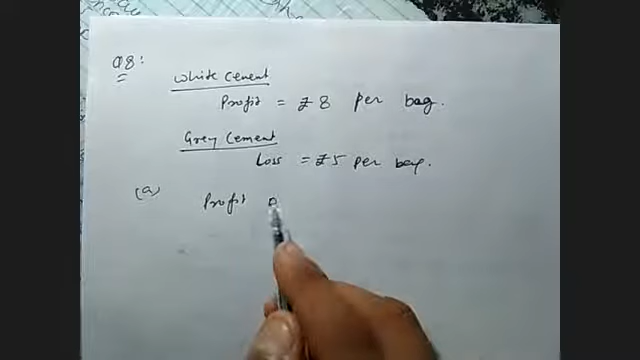 Q8:
White Cement
Profit = ₹ 8 per bag.
Grey Cement
Loss = ₹5 per bag.
(a) Profit